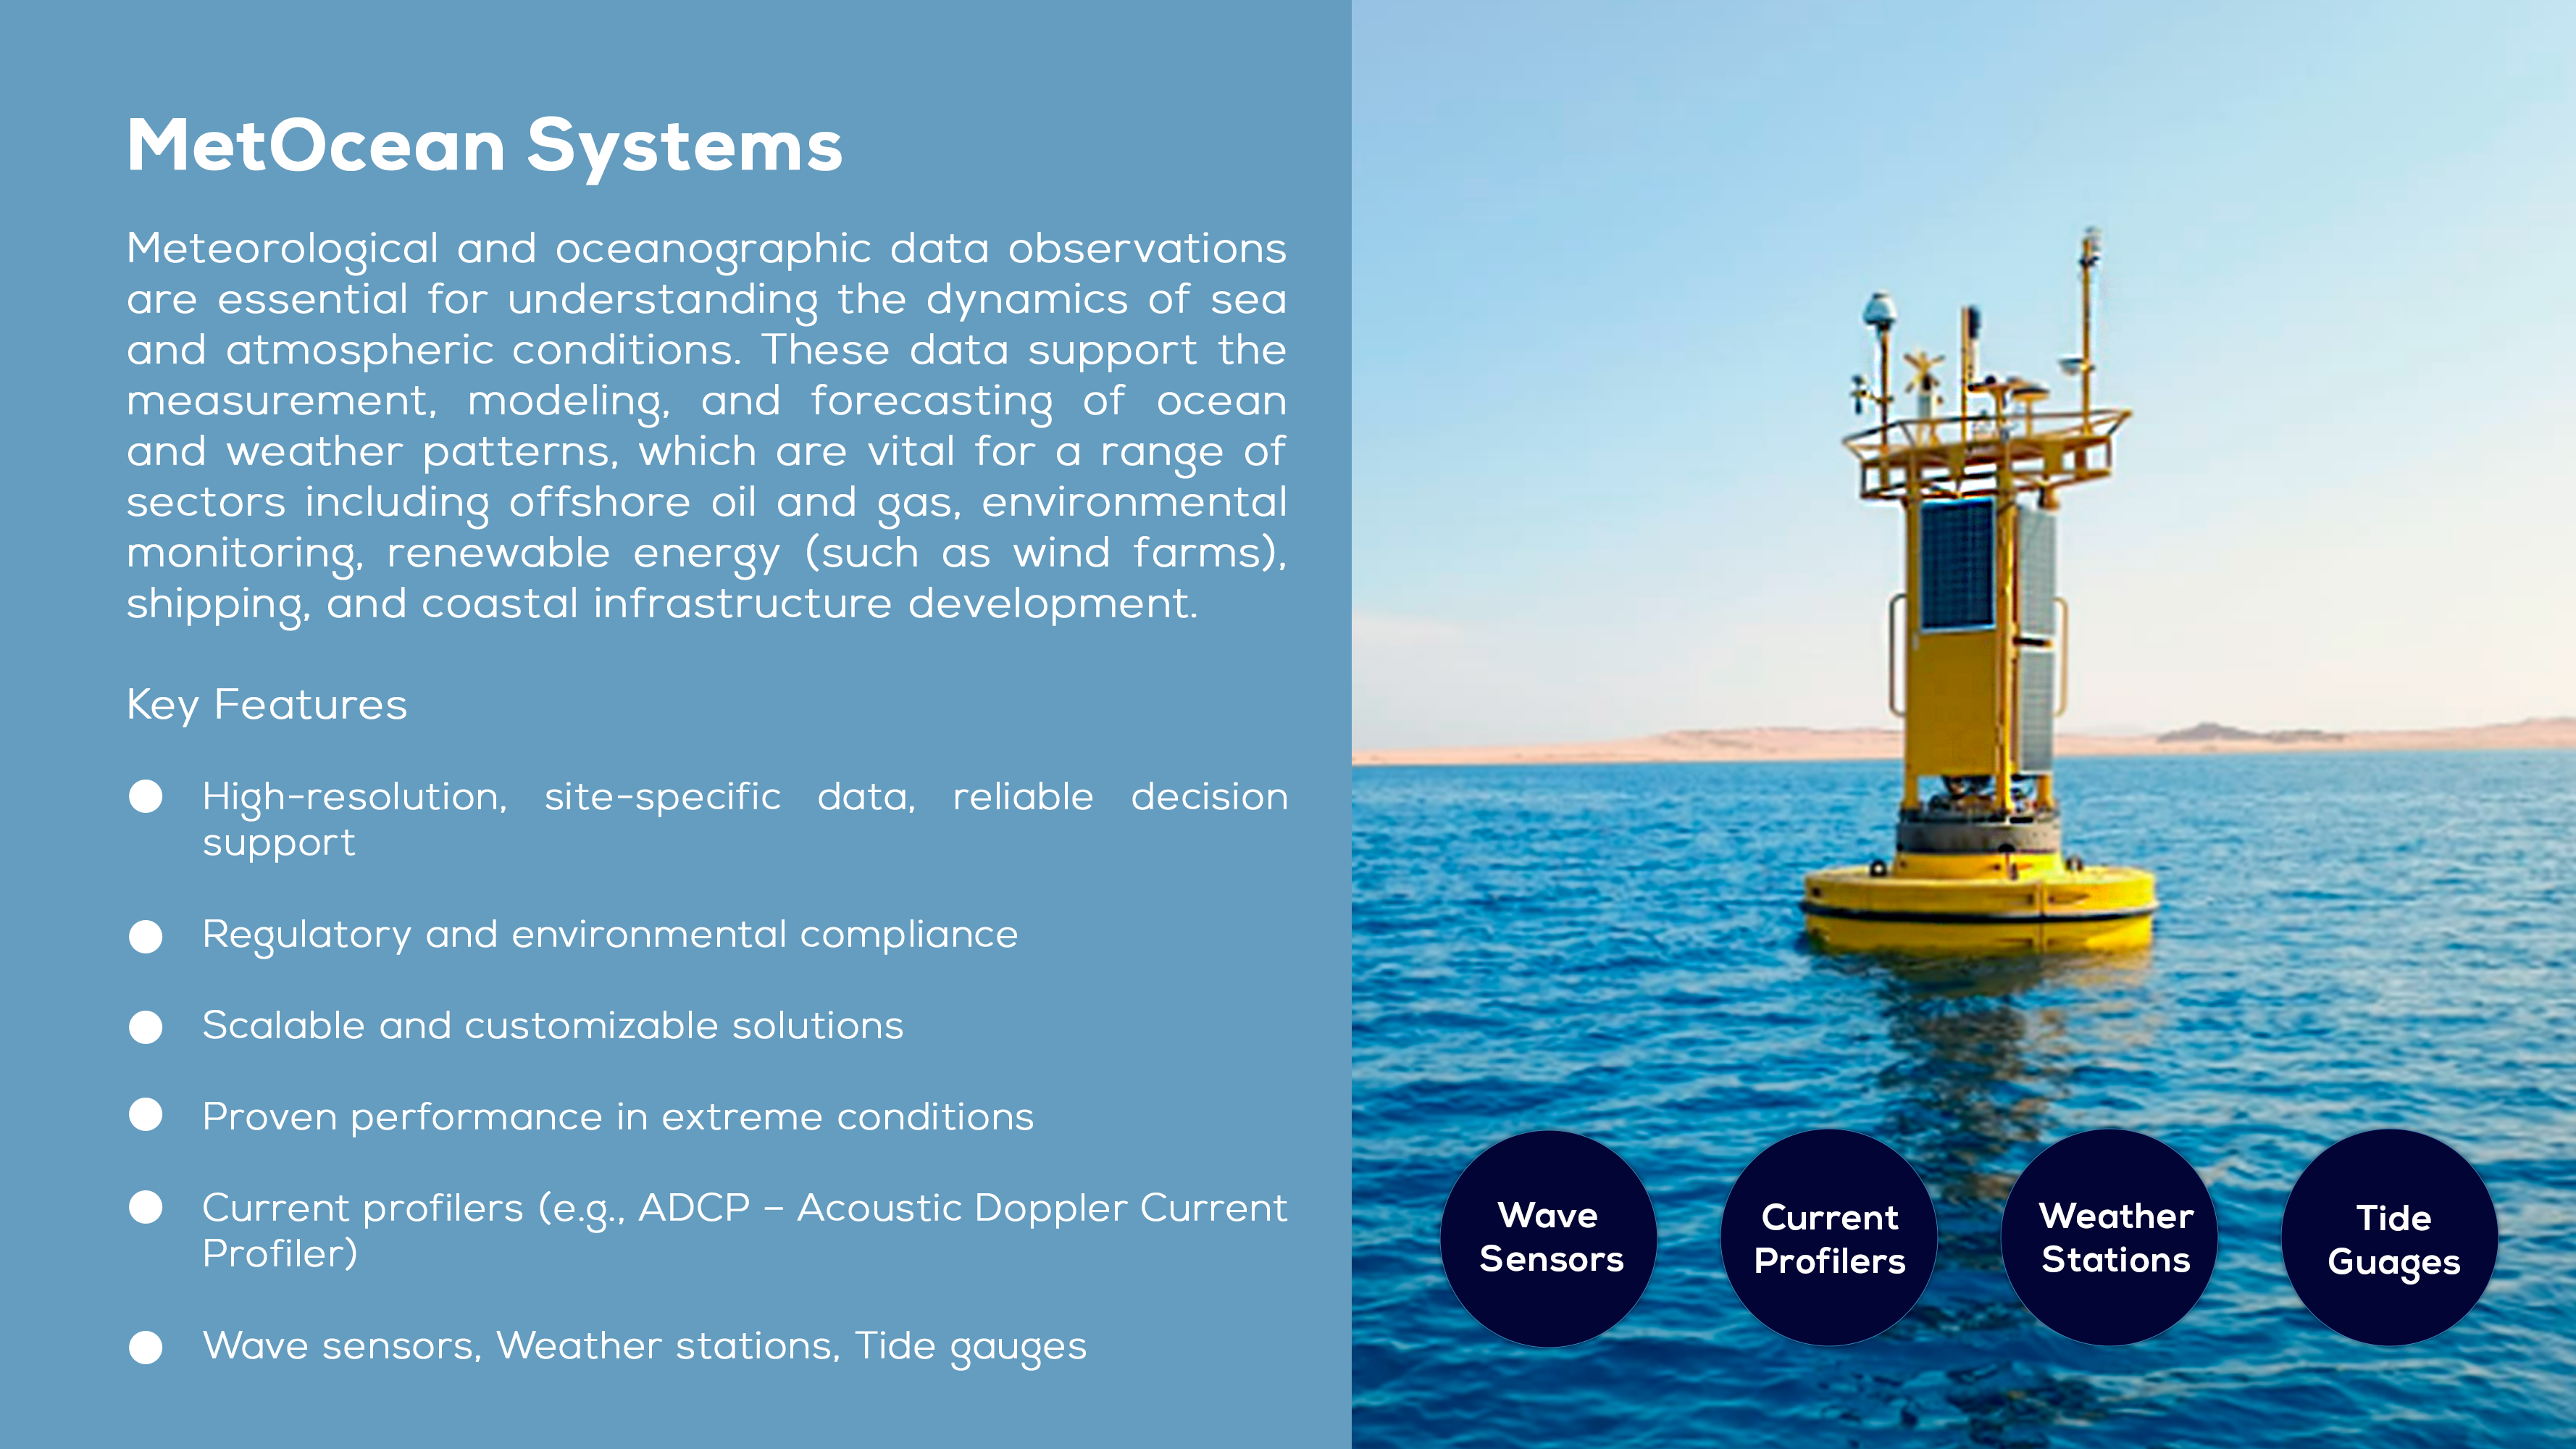 MetOcean Systems
Meteorological and oceanographic data observations
are essential for understanding the dynamics of sea
and atmospheric conditions. These data support the
measurement, modeling, and forecasting of ocean
and weather patterns, which are vital for a range of
sectors including offshore oil and gas, environmental
monitoring, renewable energy (such as wind farms),
shipping, and coastal infrastructure development.
Key Features
High-resolution, site-specific data, reliable decision
support
Regulatory and environmental compliance
Scalable and customizable solutions
Proven performance in extreme conditions
Current profilers (e.g., ADCP – Acoustic Doppler Current
Profiler)
Wave sensors, Weather stations, Tide gauges
Wave
Sensors
Current
Profilers
Weather
Stations
Tide
Guages